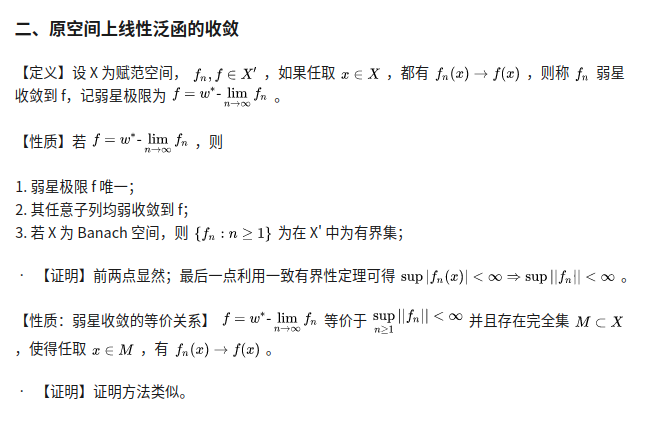 二、原空间上线性泛函的收敛
【定义】设 X 为赋范空间， $f_n, f \in X'$ ，如果任取 $x \in X$ ，都有 $f_n(x) \to f(x)$ ，则称 $f_n$ 弱星
收敛到 f，记弱星极限为 $f = w^*\text{-}\lim_{n \to \infty} f_n$ 。
【性质】若 $f = w^*\text{-}\lim_{n \to \infty} f_n$ ，则
1. 弱星极限 f 唯一；
2. 其任意子列均弱收敛到 f；
3. 若 X 为 Banach 空间，则 $\{f_n : n \geq 1\}$ 为在 X' 中为有界集；
· 【证明】前两点显然；最后一点利用一致有界性定理可得 $\sup |f_n(x)| < \infty \Rightarrow \sup ||f_n|| < \infty$ 。
【性质：弱星收敛的等价关系】 $f = w^*\text{-}\lim_{n \to \infty} f_n$ 等价于 $\sup_{n \geq 1} ||f_n|| < \infty$ 并且存在完全集 $M \subset X$
，使得任取 $x \in M$ ，有 $f_n(x) \to f(x)$ 。
· 【证明】证明方法类似。